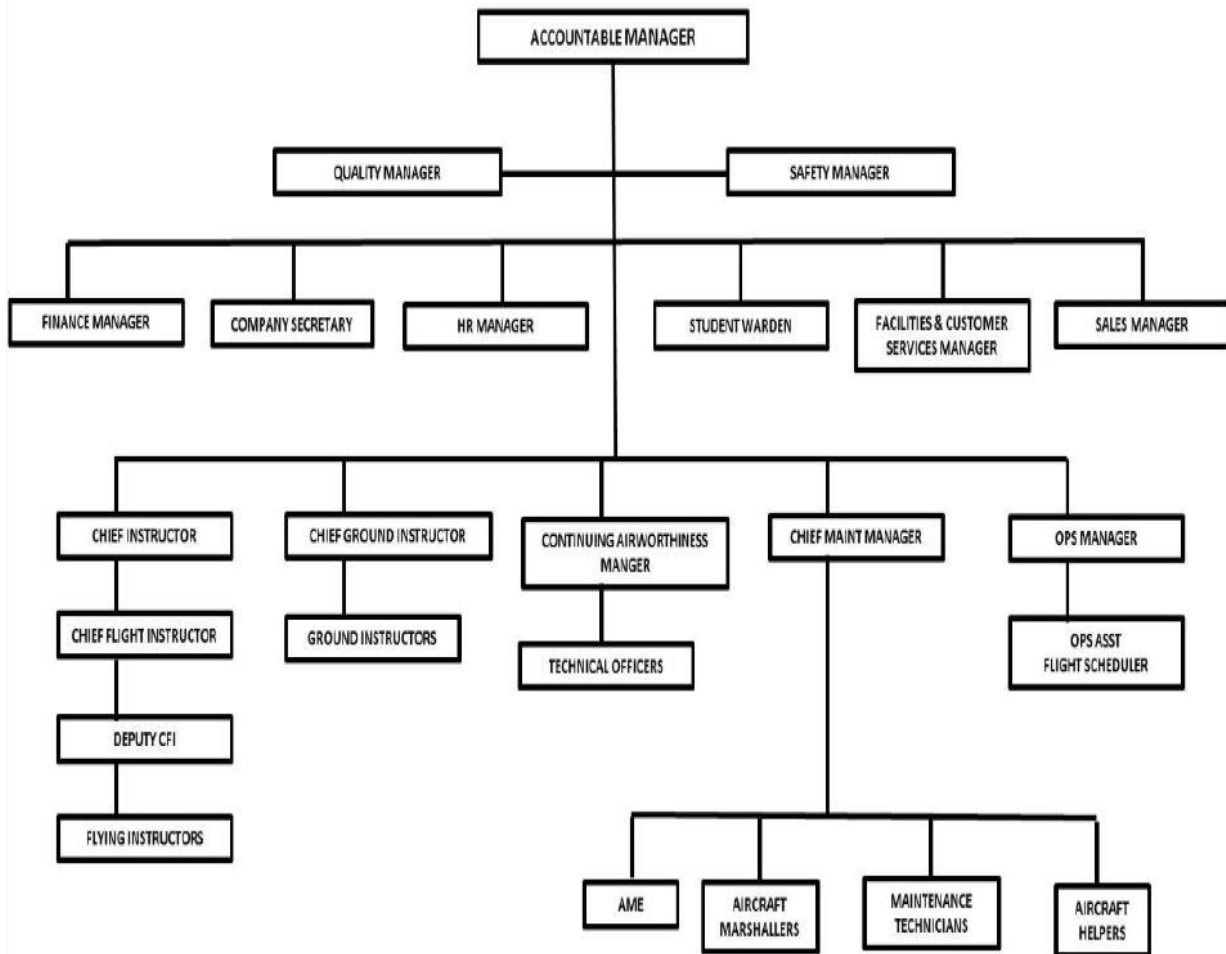 ACCOUNTABLE MANAGER
QUALITY MANAGER
SAFETY MANAGER
FINANCE MANAGER
COMPANY SECRETARY
HR MANAGER
STUDENT WARDEN
FACILITIES & CUSTOMER
SERVICES MANAGER
SALES MANAGER
CHIEF INSTRUCTOR
CHIEF GROUND INSTRUCTOR
CONTINUING AIRWORTHINESS
MANGER
CHIEF MAINT MANAGER
OPS MANAGER
CHIEF FLIGHT INSTRUCTOR
GROUND INSTRUCTORS
TECHNICAL OFFICERS
OPS ASST
FLIGHT SCHEDULER
DEPUTY CFI
FLYING INSTRUCTORS
AME
AIRCRAFT
MARSHALLERS
MAINTENANCE
TECHNICIANS
AIRCRAFT
HELPERS